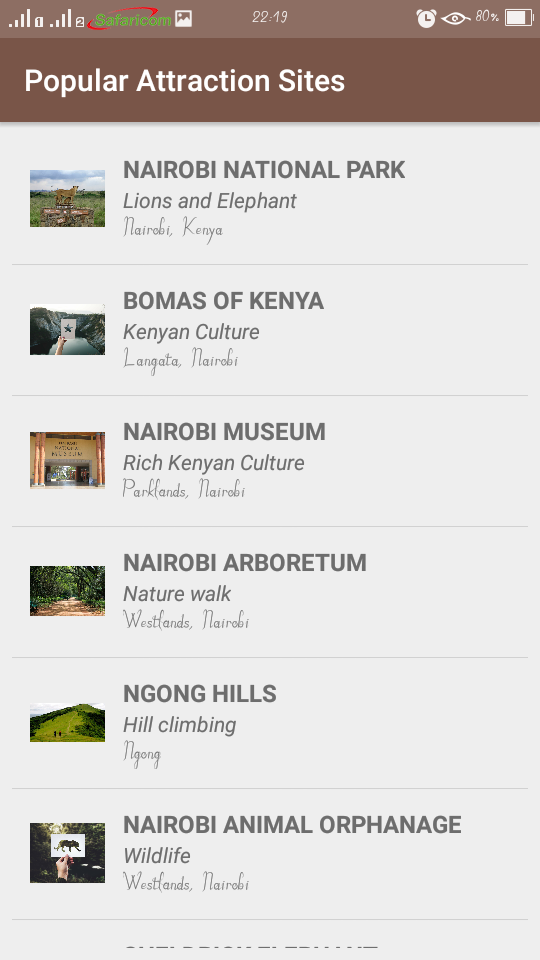 Safaricom 22:19 80%
Popular Attraction Sites
NAIROBI NATIONAL PARK
Lions and Elephant
Nairobi, Kenya
BOMAS OF KENYA
Kenyan Culture
Langata, Nairobi
NAIROBI MUSEUM
Rich Kenyan Culture
Parklands, Nairobi
NAIROBI ARBORETUM
Nature walk
Westlands, Nairobi
NGONG HILLS
Hill climbing
Ngong
NAIROBI ANIMAL ORPHANAGE
Wildlife
Westlands, Nairobi